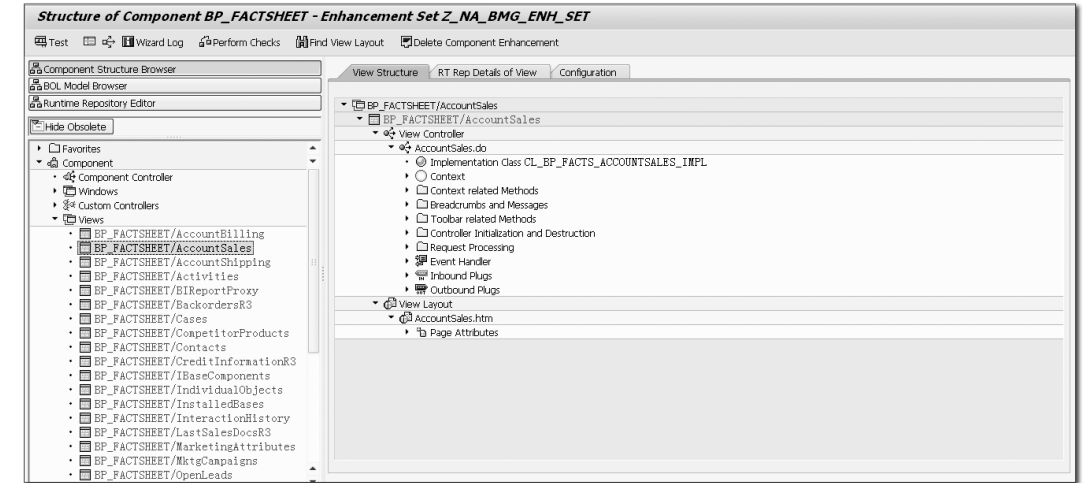 Structure of Component BP_FACTSHEET - Enhancement Set Z_NA_BMG_ENH_SET
Test Wizard Log Perform Checks Find View Layout Delete Component Enhancement
Component Structure Browser
BOL Model Browser
Runtime Repository Editor
Hide Obsolete
Favorites
Component
Component Controller
Windows
Custom Controllers
Views
BP_FACTSHEET/AccountBilling
BP_FACTSHEET/AccountSales
BP_FACTSHEET/AccountShipping
BP_FACTSHEET/Activities
BP_FACTSHEET/BIReportProxy
BP_FACTSHEET/BackordersR3
BP_FACTSHEET/Cases
BP_FACTSHEET/CompetitorProducts
BP_FACTSHEET/Contacts
BP_FACTSHEET/CreditInformationR3
BP_FACTSHEET/IBaseComponents
BP_FACTSHEET/IndividualObjects
BP_FACTSHEET/InstalledBases
BP_FACTSHEET/InteractionHistory
BP_FACTSHEET/LastSalesDocsR3
BP_FACTSHEET/MarketingAttributes
BP_FACTSHEET/MktgCampaigns
BP_FACTSHEET/OpenLeads
View Structure RT Rep Details of View Configuration
BP_FACTSHEET/AccountSales
BP_FACTSHEET/AccountSales
View Controller
AccountSales.do
Implementation Class CL_BP_FACTS_ACCOUNTSALES_IMPL
Context
Context related Methods
Breadcrumbs and Messages
Toolbar related Methods
Controller Initialization and Destruction
Request Processing
Event Handler
Inbound Plugs
Outbound Plugs
View Layout
AccountSales.htm
Page Attributes